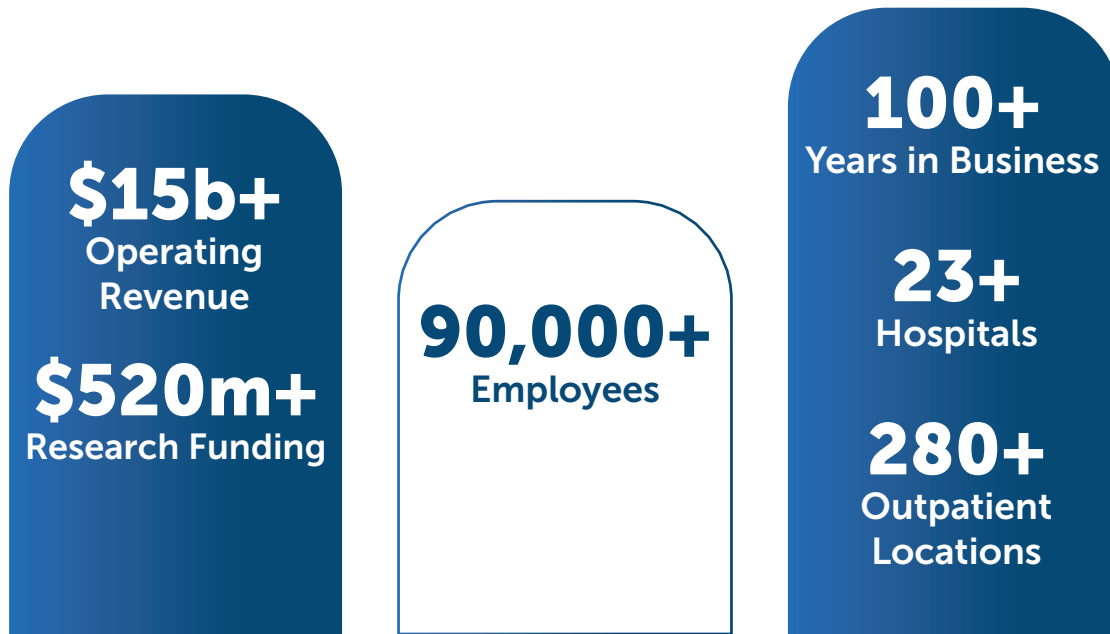 $15b+
Operating
Revenue
$520m+
Research Funding
90,000+
Employees
100+
Years in Business
23+
Hospitals
280+
Outpatient
Locations